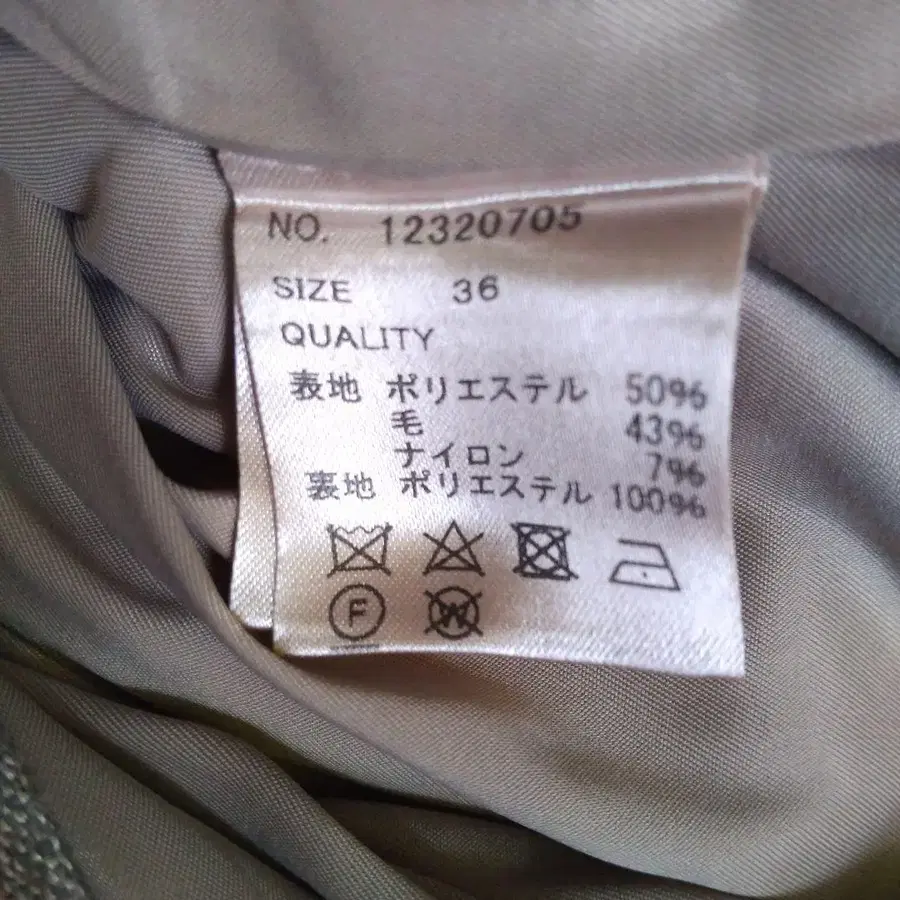 NO. 12320705
SIZE 36
QUALITY
表地 ポリエステル 50%
毛 43%
ナイロン 7%
裏地 ポリエステル 100%
F W